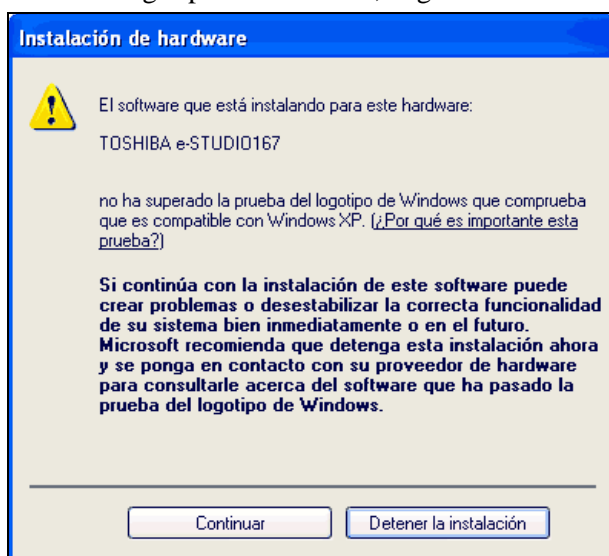 Instalación de hardware
El software que está instalando para este hardware:
TOSHIBA e-STUDIO167
no ha superado la prueba del logotipo de Windows que comprueba
que es compatible con Windows XP. (¿Por qué es importante esta
prueba?)
Si continúa con la instalación de este software puede
crear problemas o desestabilizar la correcta funcionalidad
de su sistema bien inmediatamente o en el futuro.
Microsoft recomienda que detenga esta instalación ahora
y se ponga en contacto con su proveedor de hardware
para consultarle acerca del software que ha pasado la
prueba del logotipo de Windows.
Continuar
Detener la instalación